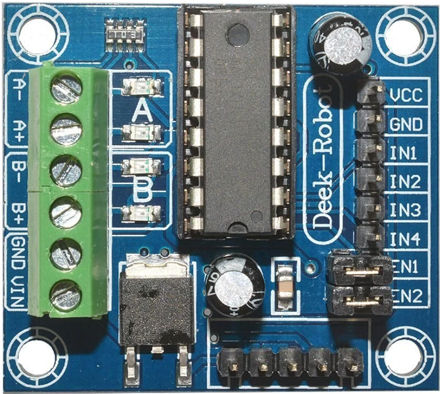 A-
A+
B-
B+
GND
VIN
A
B
Deek-Robot
VCC
GND
IN1
IN2
IN3
IN4
EN1
EN2